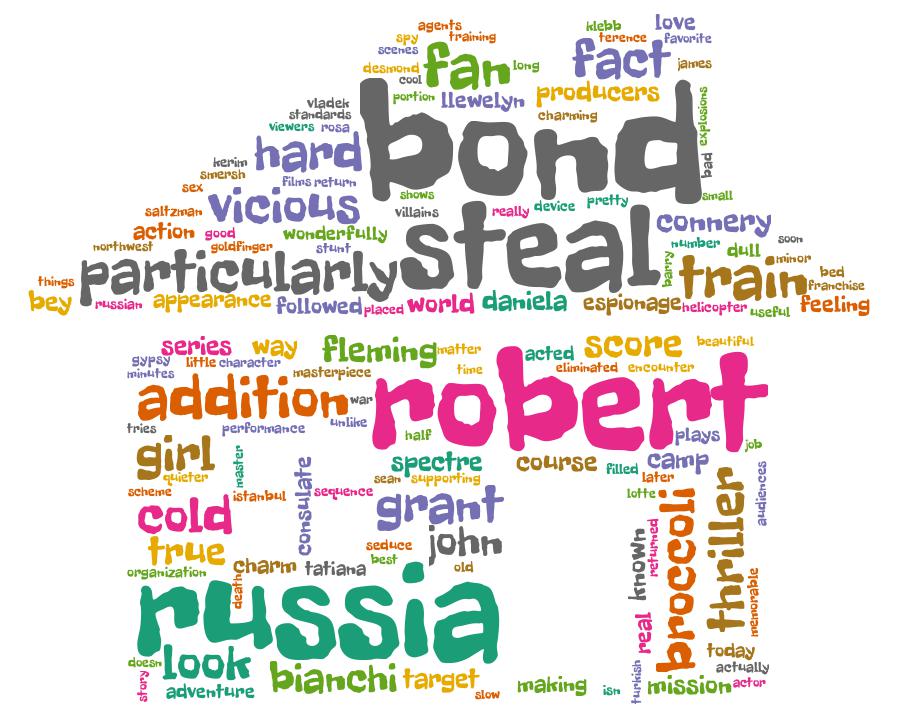 agents
klebb
love
spy
training
terence
favorite
scenes
fan
fact
desmond
long
james
cool
portion
llewelyn
producers
vladek
standards
charming
bond
explosions
viewers
rosa
hard
kerim
smersh
films
return
bad
sex
vicious
shows
small
saltzman
villains
really
device
pretty
connery
action
good
wonderfully
steal
northwest
goldfinger
stunt
number
dull
soon
minor
barry
things
particularly
train
bed
franchise
bey
russian
appearance
followed
placed
world
daniela
espionage
helicopter
useful
feeling
series
way
fleming
matter
acted
score
beautiful
gypsy
little
character
time
eliminated
encounter
minutes
masterpiece
addition
war
robert
tries
performance
unlike
half
plays
job
girl
master
spectre
course
filled
camp
quieter
sean
supporting
later
scheme
istanbul
consulate
sequence
lotte
audiences
cold
grant
thriller
broccoli
known
returned
true
seduce
john
best
old
organization
charm
tatiana
death
russia
memorable
real
doesn
look
today
actually
story
adventure
bianchi
target
slow
making
isn
turkish
mission
actor